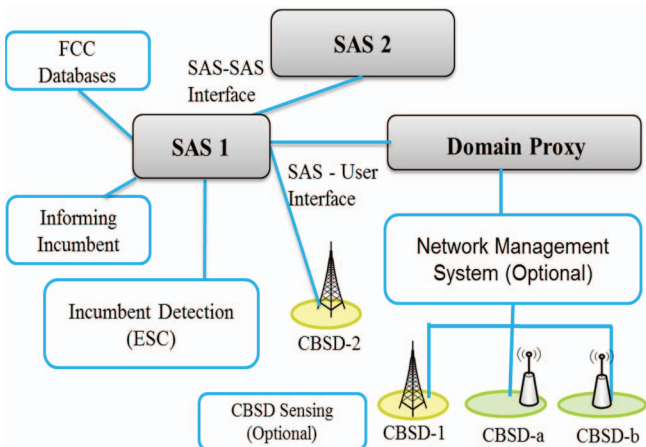 FCC
Databases
SAS 2
SAS-SAS
Interface
SAS 1
Domain Proxy
SAS - User
Interface
Informing
Incumbent
Network Management
System (Optional)
Incumbent Detection
(ESC)
CBSD-2
CBSD Sensing
(Optional)
CBSD-1
CBSD-a
CBSD-b